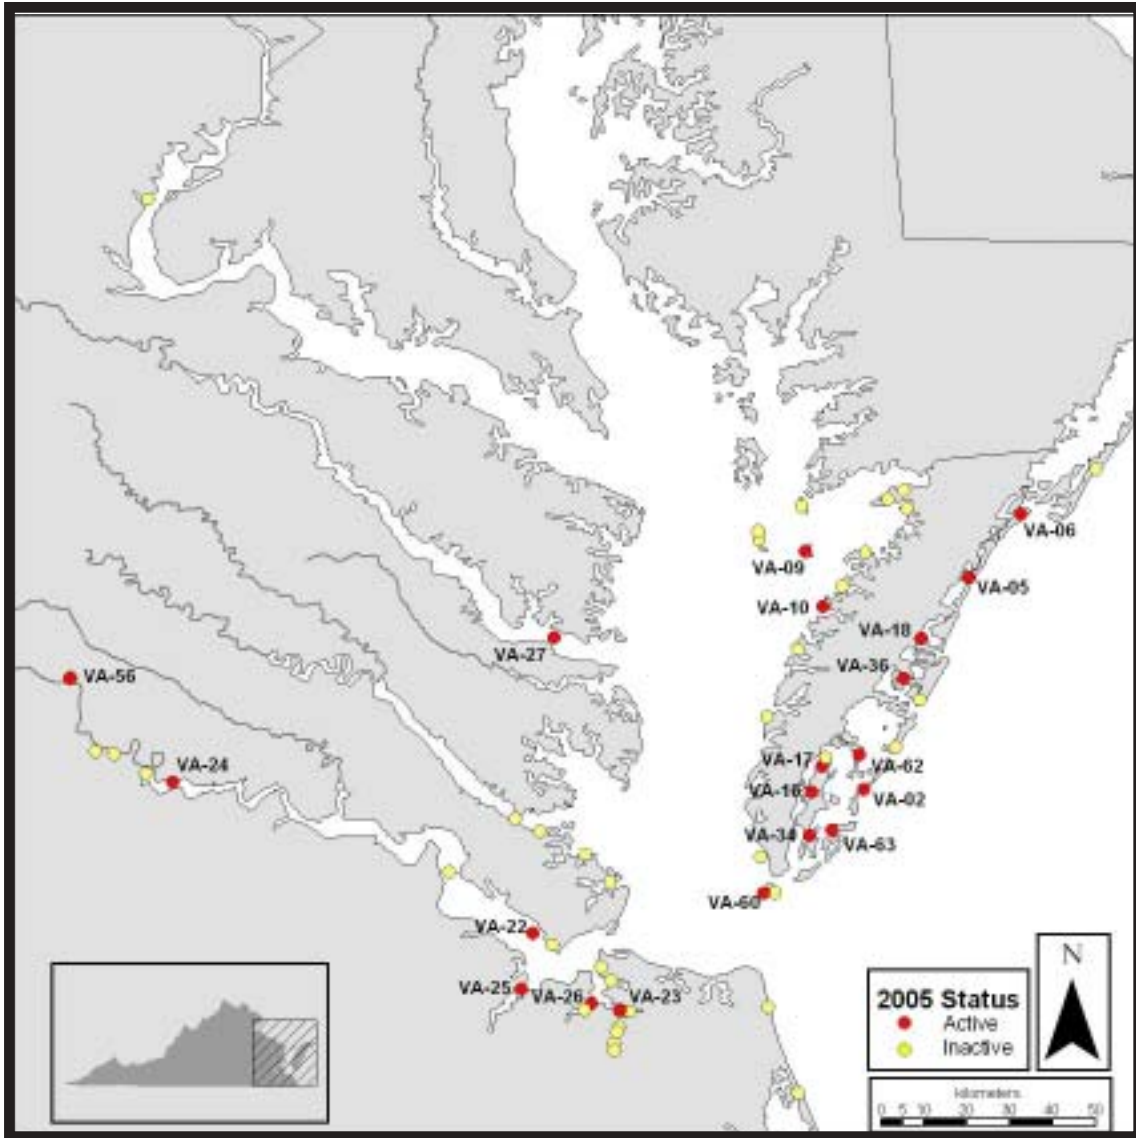 VA-06
VA-09
VA-05
VA-10
VA-18
VA-27
VA-36
VA-56
VA-17
VA-62
VA-24
VA-16
VA-02
VA-34
VA-63
VA-60
VA-22
N
VA-25
VA-26
VA-23
2005 Status
Active
Inactive
kilometers
0 5 10 20 30 40 50